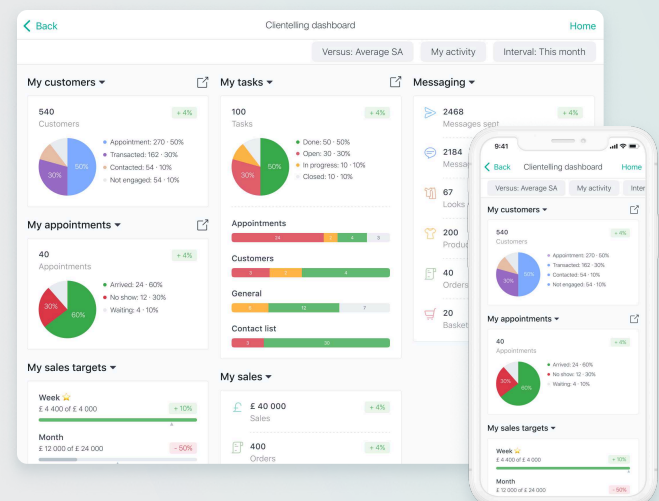 Back
Clientelling dashboard
Home
Versus: Average SA
My activity
Interval: This month
My customers
540
+ 4%
Customers
50%
30%
Appointment: 270 · 50%
Transacted: 162 · 30%
Contacted: 54 · 10%
Not engaged: 54 · 10%
My appointments
40
+ 4%
Appointments
30%
60%
Arrived: 24 · 60%
No show: 12 · 30%
Waiting: 4 · 10%
My sales targets
Week
£ 4 400 of £ 4 000
+ 10%
Month
£ 12 000 of £ 24 000
- 50%
My tasks
100
+ 4%
Tasks
50%
30%
Done: 50 · 50%
Open: 30 · 30%
In progress: 10 · 10%
Closed: 10 · 10%
Appointments
24
4
Customers
General
12
Contact list
30
My sales
£ 40 000
+ 4%
Sales
400
+ 4%
Orders
Messaging
2468
+ 4%
Messages sent
2184
Messa
67
Looks
200
Produc
40
Orders
20
Basket
9:41
Back
Clientelling dashboard
Home
Versus: Average SA
My activity
Inter
My customers
540
+ 4%
Customers
50%
30%
Appointment: 270 · 50%
Transacted: 162 · 30%
Contacted: 54 · 10%
Not engaged: 54 · 10%
My appointments
40
+ 4%
Appointments
30%
60%
Arrived: 24 · 60%
No show: 12 · 30%
Waiting: 4 · 10%
My sales targets
Week
£ 4 400 of £ 4 000
+ 10%
Month
£ 12 000 of £ 24 000
- 50%